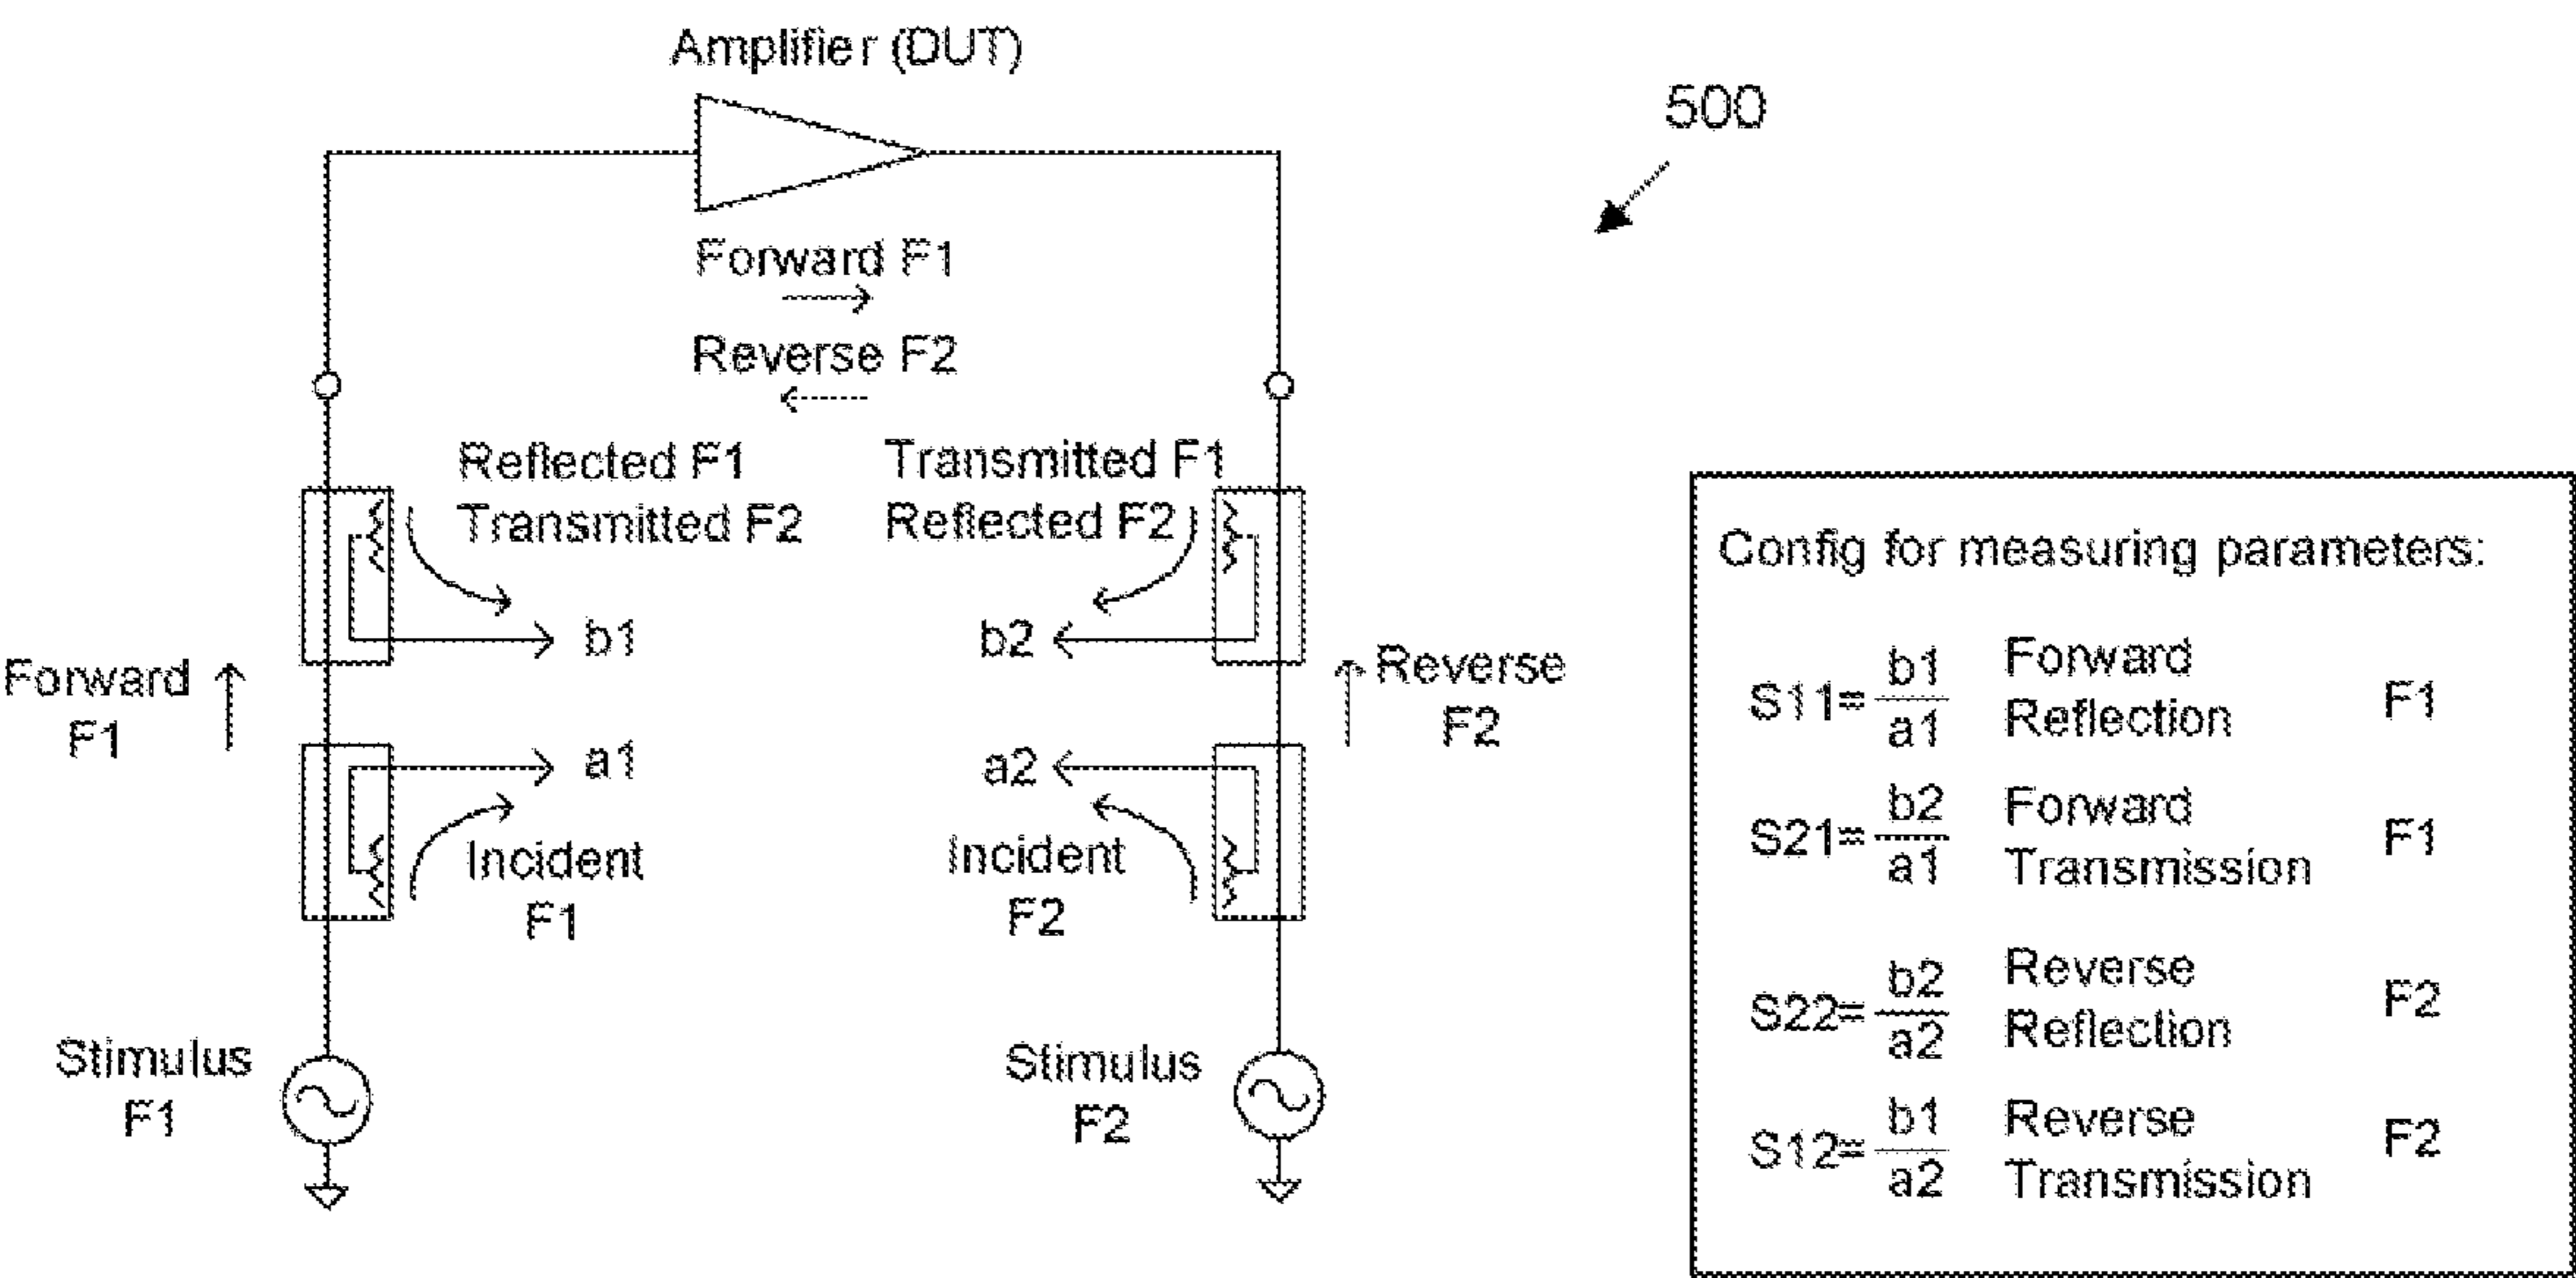 Amplifier (DUT)
500
Forward F1
Reverse F2
Reflected F1
Transmitted F2
Transmitted F1
Reflected F2
b1
b2
Forward
F1
Reverse
F2
a1
a2
Incident
F1
Incident
F2
Stimulus
F1
Stimulus
F2
Config for measuring parameters:
S11= b1/a1 Forward Reflection F1
S21= b2/a1 Forward Transmission F1
S22= b2/a2 Reverse Reflection F2
S12= b1/a2 Reverse Transmission F2